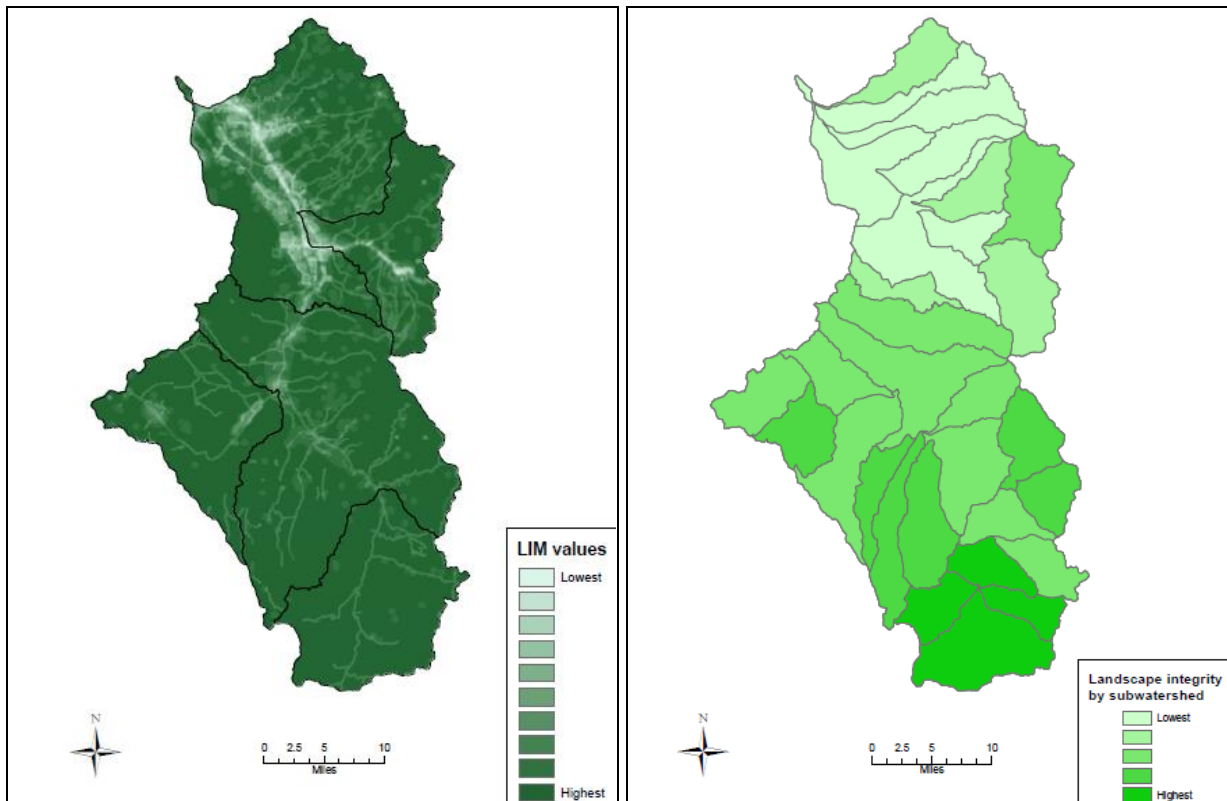 LIM values
Lowest
Highest
N
0 2.5 5 10
Miles
Landscape integrity
by subwatershed
Lowest
Highest
N
0 2.5 5 10
Miles